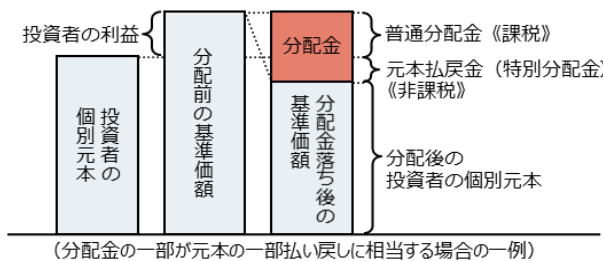 投資者の利益
分配金
普通分配金《課税》
元本払戻金（特別分配金）
《非課税》
投資者の
個別元本
分配前の基準価額
分配金落ち後の
基準価額
分配後の
投資者の個別元本
（分配金の一部が元本の一部払い戻しに相当する場合の一例）